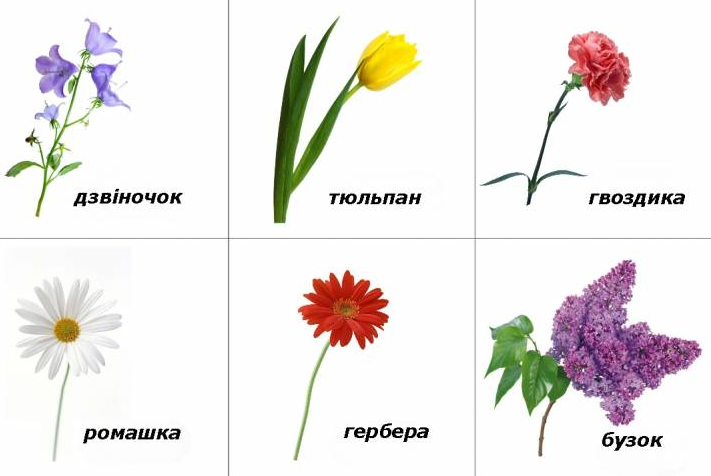 дзвіночок
тюльпан
гвоздика
ромашка
гербера
бузок